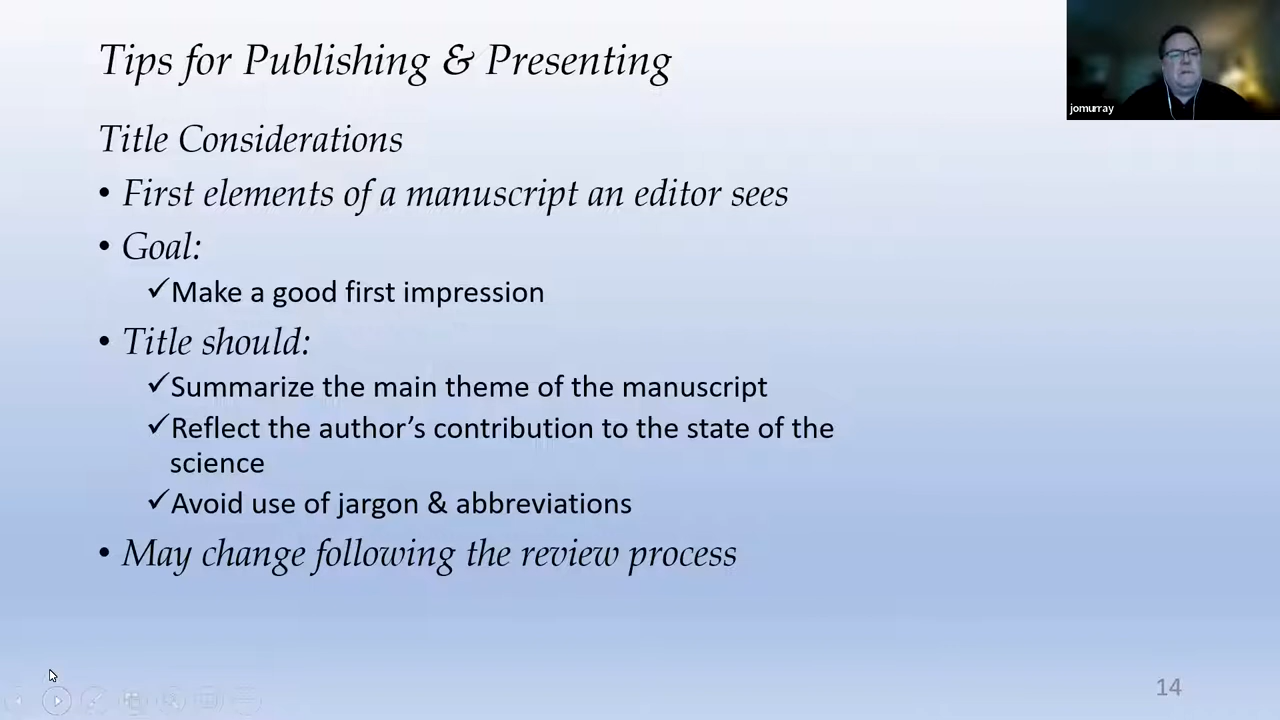 Tips for Publishing & Presenting
jomurray
Title Considerations
• First elements of a manuscript an editor sees
• Goal:
✓Make a good first impression
• Title should:
✓Summarize the main theme of the manuscript
✓Reflect the author’s contribution to the state of the
science
✓Avoid use of jargon & abbreviations
• May change following the review process
14